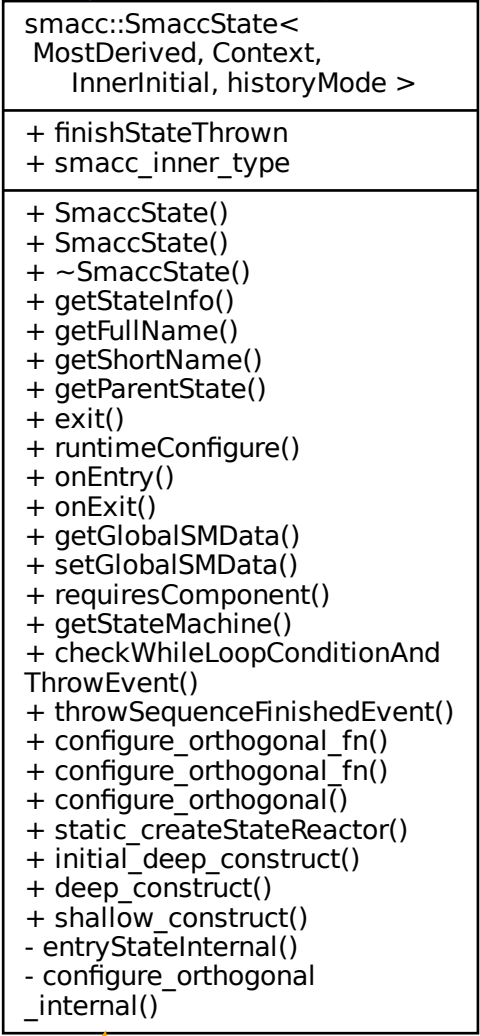 smacc::SmaccState<
MostDerived, Context,
InnerInitial, historyMode >
+ finishStateThrown
+ smacc_inner_type
+ SmaccState()
+ SmaccState()
+ ~SmaccState()
+ getStateInfo()
+ getFullName()
+ getShortName()
+ getParentState()
+ exit()
+ runtimeConfigure()
+ onEntry()
+ onExit()
+ getGlobalSMData()
+ setGlobalSMData()
+ requiresComponent()
+ getStateMachine()
+ checkWhileLoopConditionAnd
ThrowEvent()
+ throwSequenceFinishedEvent()
+ configure_orthogonal_fn()
+ configure_orthogonal_fn()
+ configure_orthogonal()
+ static_createStateReactor()
+ initial_deep_construct()
+ deep_construct()
+ shallow_construct()
- entryStateInternal()
- configure_orthogonal
_internal()